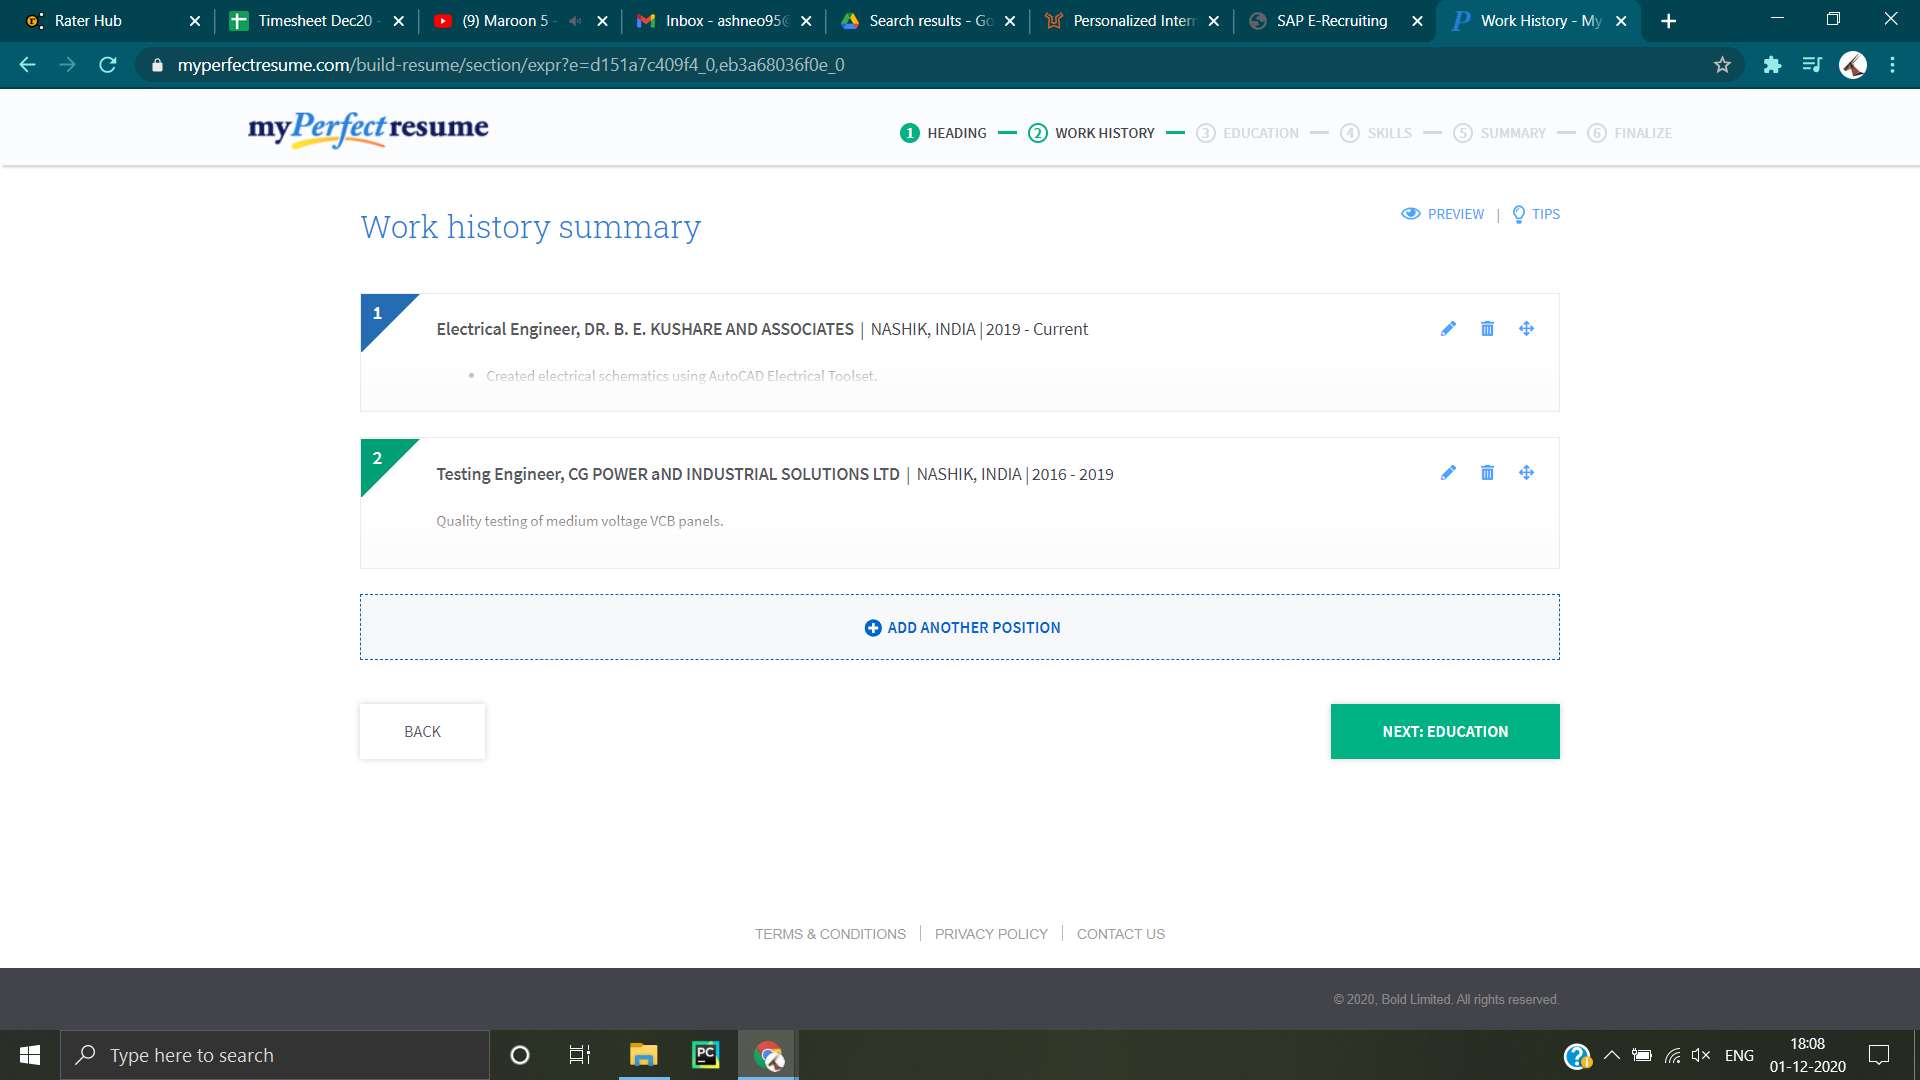 Rater Hub
Timesheet Dec20 -
(9) Maroon 5 -
Inbox - ashneo95@
Search results - Go
Personalized Intern
SAP E-Recruiting
Work History - My
myperfectresume.com/build-resume/section/expr?e=d151a7c409f4_0,eb3a68036f0e_0
myPerfectresume
1 HEADING
2 WORK HISTORY
3 EDUCATION
4 SKILLS
5 SUMMARY
6 FINALIZE
Work history summary
PREVIEW | TIPS
1
Electrical Engineer, DR. B. E. KUSHARE AND ASSOCIATES | NASHIK, INDIA | 2019 - Current
• Created electrical schematics using AutoCAD Electrical Toolset.
2
Testing Engineer, CG POWER aND INDUSTRIAL SOLUTIONS LTD | NASHIK, INDIA | 2016 - 2019
Quality testing of medium voltage VCB panels.
ADD ANOTHER POSITION
BACK
NEXT: EDUCATION
TERMS & CONDITIONS | PRIVACY POLICY | CONTACT US
© 2020, Bold Limited. All rights reserved.
Type here to search
PC
ENG
18:08
01-12-2020